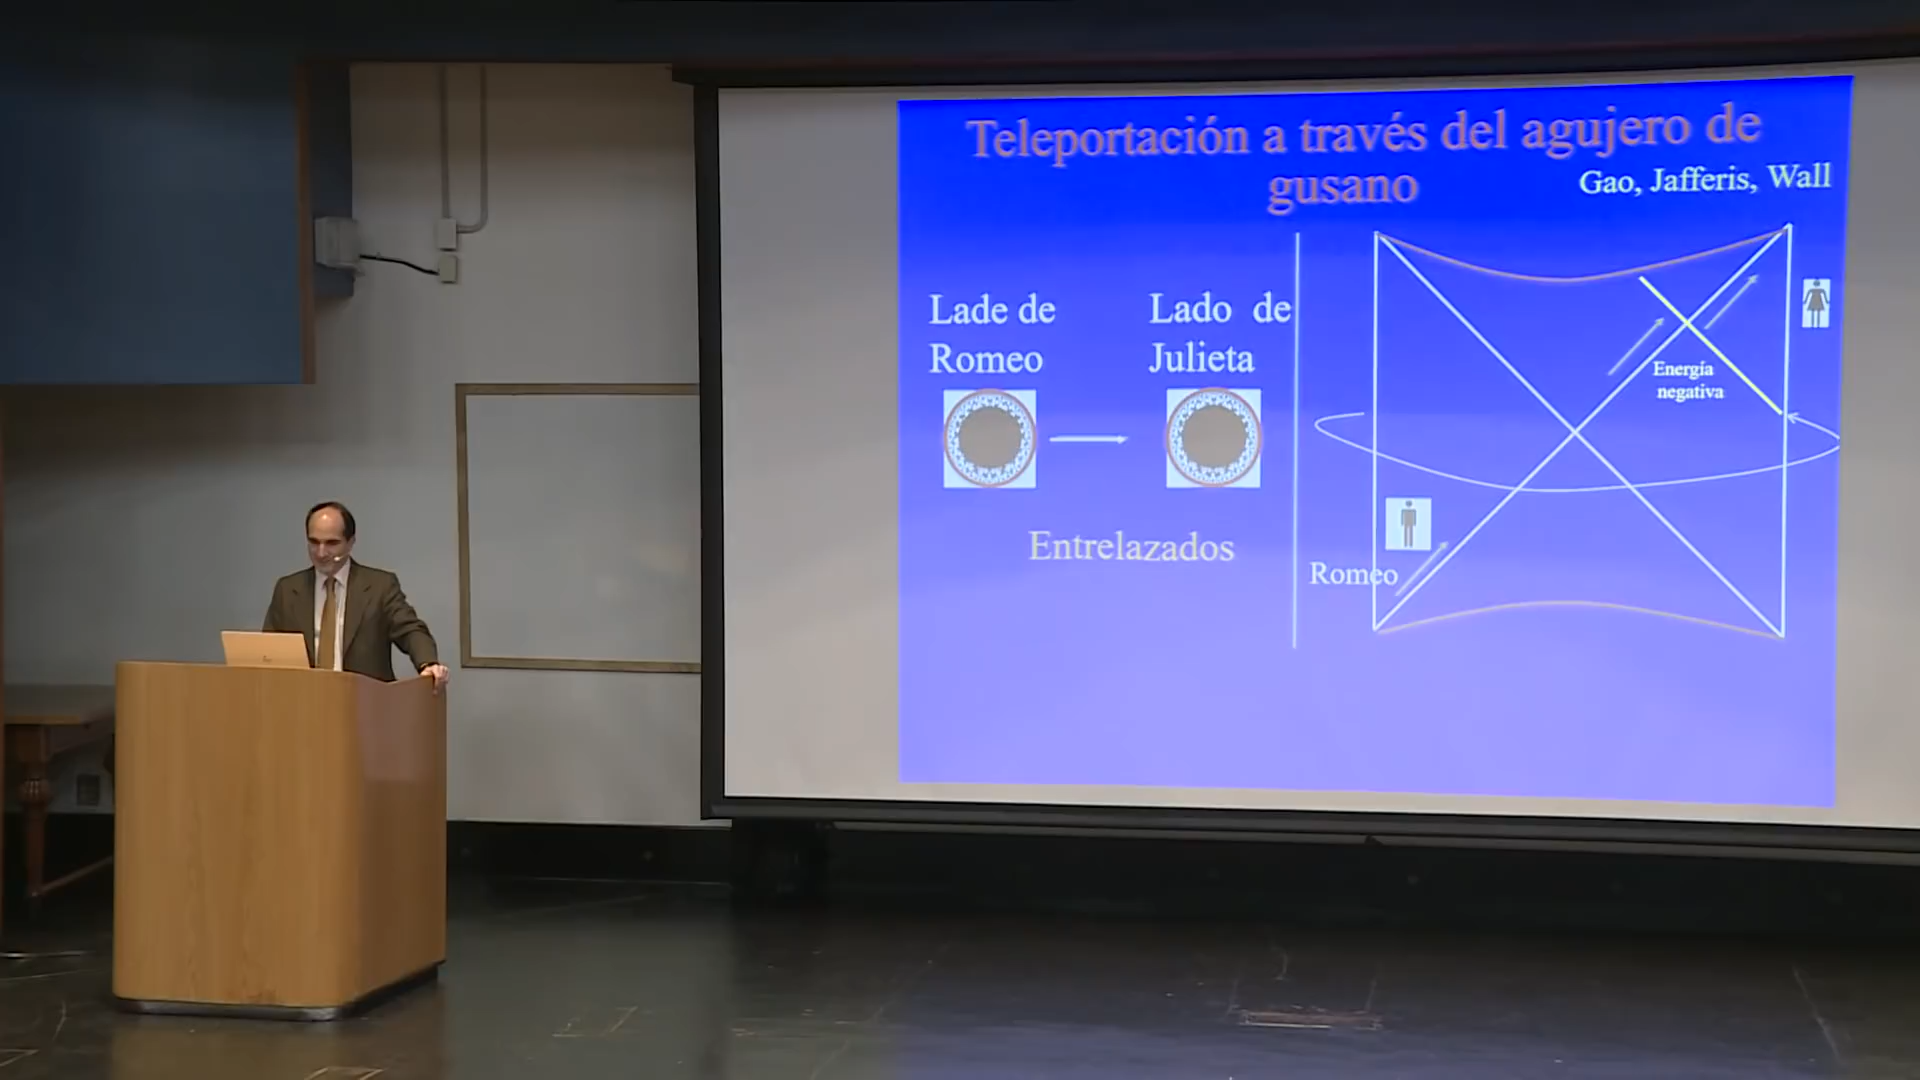 Teleportación a través del agujero de
gusano
Gao, Jafferis, Wall
Lade de
Romeo
Lado de
Julieta
Entrelazados
Energía
negativa
Romeo